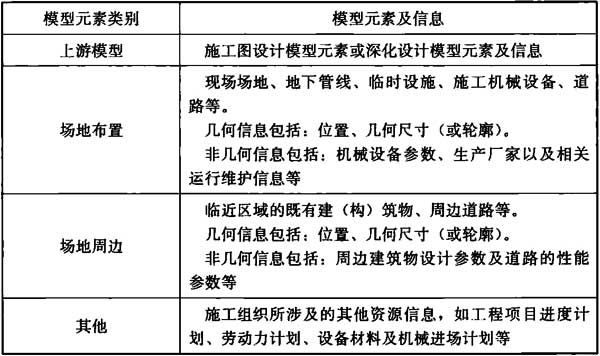 模型元素类别 模型元素及信息
上游模型 施工图设计模型元素或深化设计模型元素及信息
现场场地、地下管线、临时设施、施工机械设备、道
路等。
场地布置 几何信息包括：位置、几何尺寸（或轮廓）。
非几何信息包括：机械设备参数、生产厂家以及相关
运行维护信息等
临近区域的既有建（构）筑物、周边道路等。
场地周边 几何信息包括：位置、几何尺寸（或轮廓）。
非几何信息包括：周边建筑物设计参数及道路的性能
参数等
其他 施工组织所涉及的其他资源信息，如工程项目进度计
划、劳动力计划、设备材料及机械进场计划等